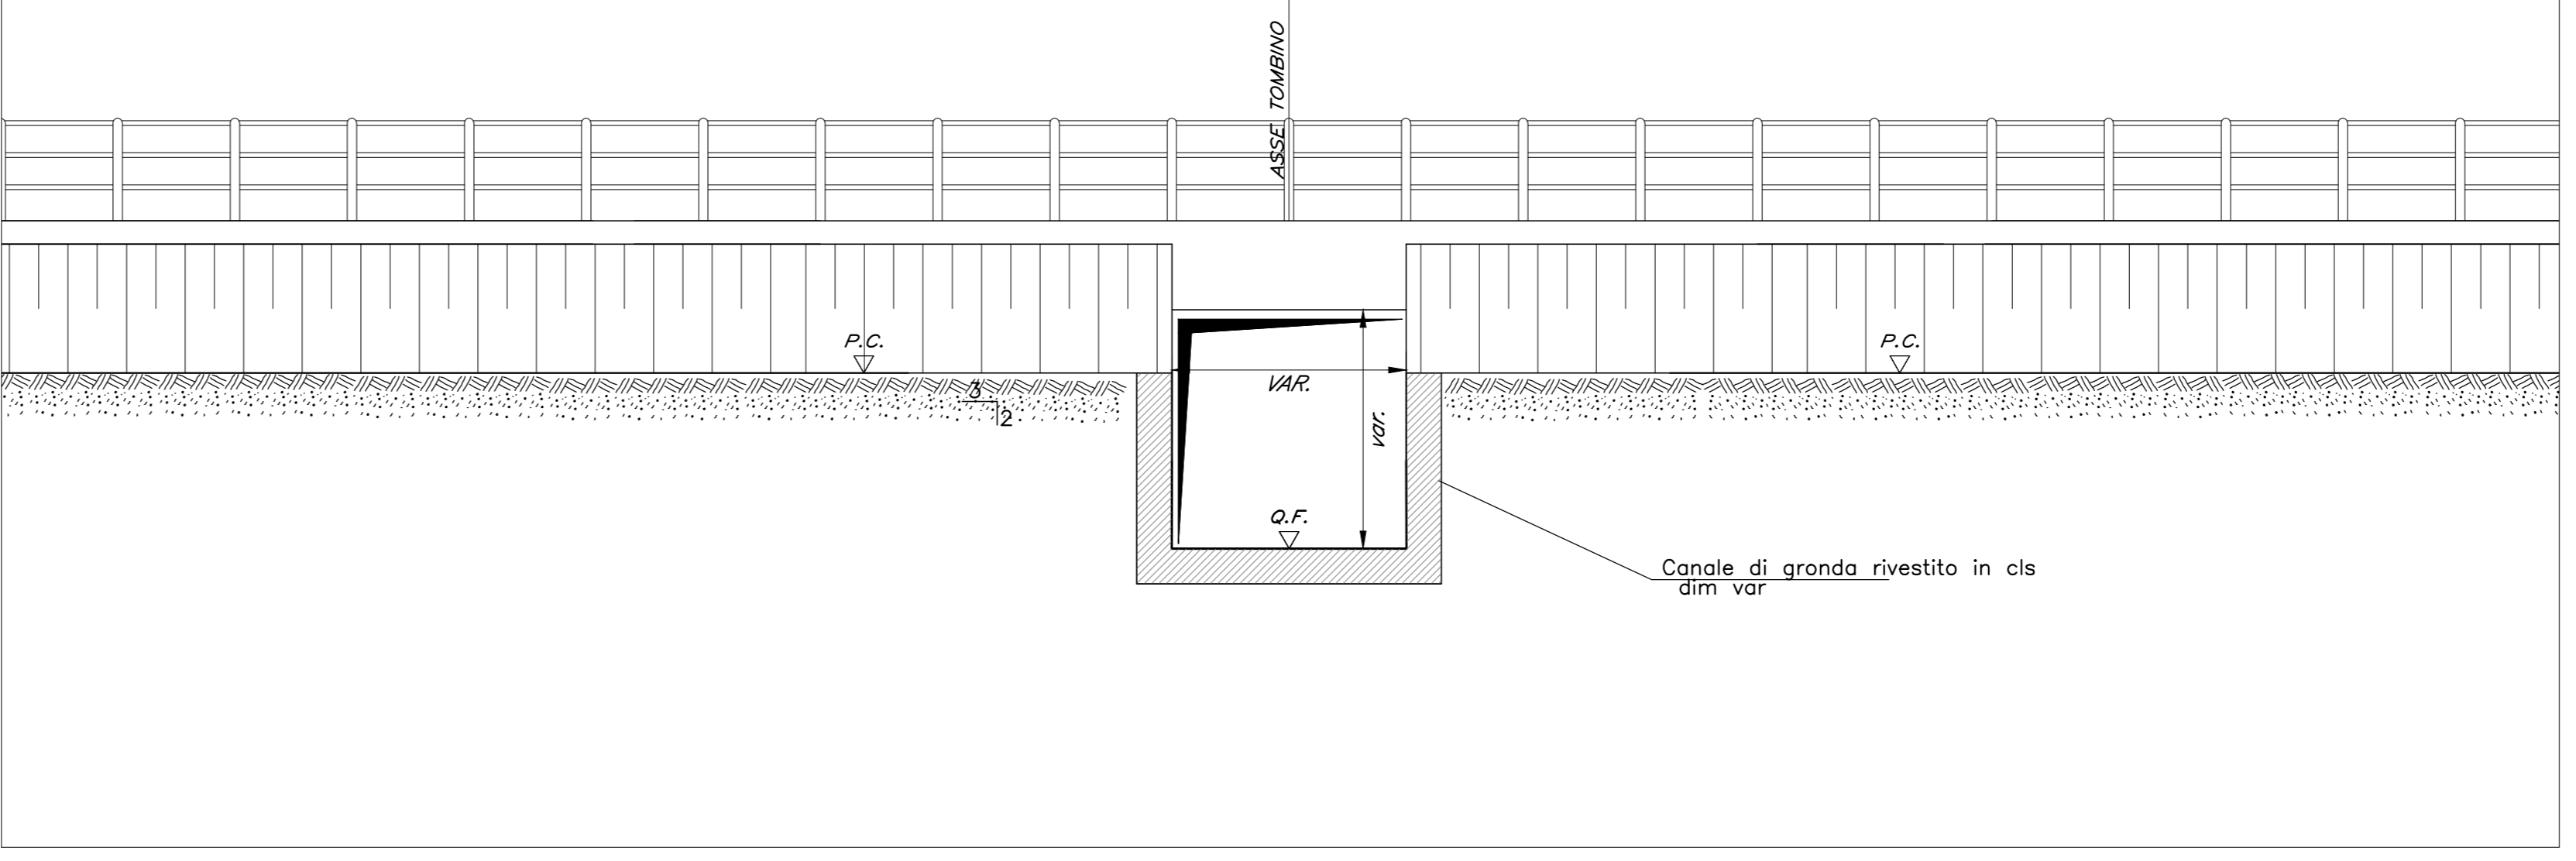 ASSE TOMBINO
P.C.
P.C.
3
2
VAR.
var.
Q.F.
Canale di gronda rivestito in cls
dim var